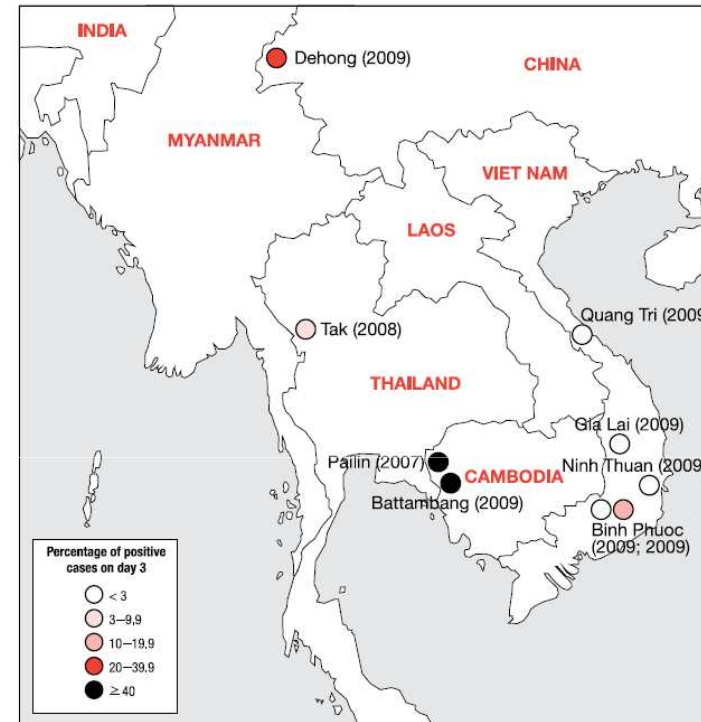 INDIA
Dehong (2009)
CHINA
MYANMAR
VIET NAM
LAOS
Quang Tri (2009
Tak (2008)
THAILAND
Gia Lai (2009)
Pailin (2007)
CAMBODIA
Ninh Thuan (2009
Battambang (2009)
Binh Phuoc
(2009; 2009)
Percentage of positive
cases on day 3
< 3
3–9.9
10–19.9
20–39.9
≥ 40